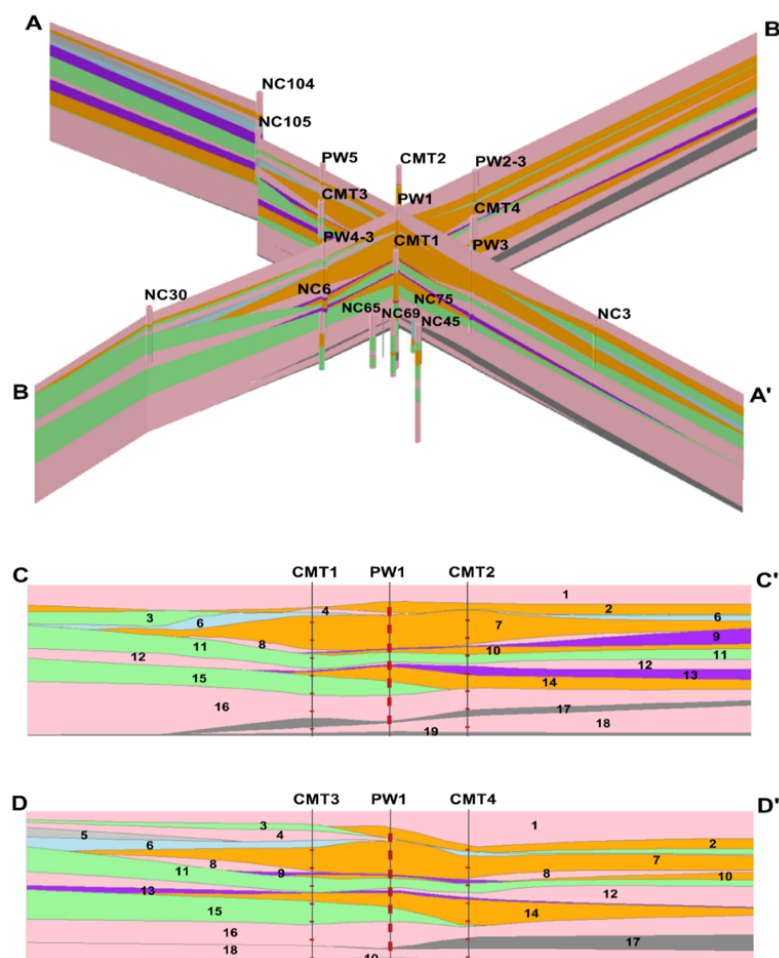 A
B
NC104
NC105
PW5
CMT2
PW2-3
CMT3
PW1
CMT4
PW4-3
CMT1
PW3
NC30
NC6
NC65
NC75
NC69
NC45
NC3
B
A'
CMT1 PW1 CMT2
C C'
1
4 2
3 6 6
7
9
8 10
11 11
12 12
13
15 14
16 17
18
19
CMT3 PW1 CMT4
D D'
1
3
5 4 2
6
8 7
11 9 8 10
13 12
15 14
16
18 17
19